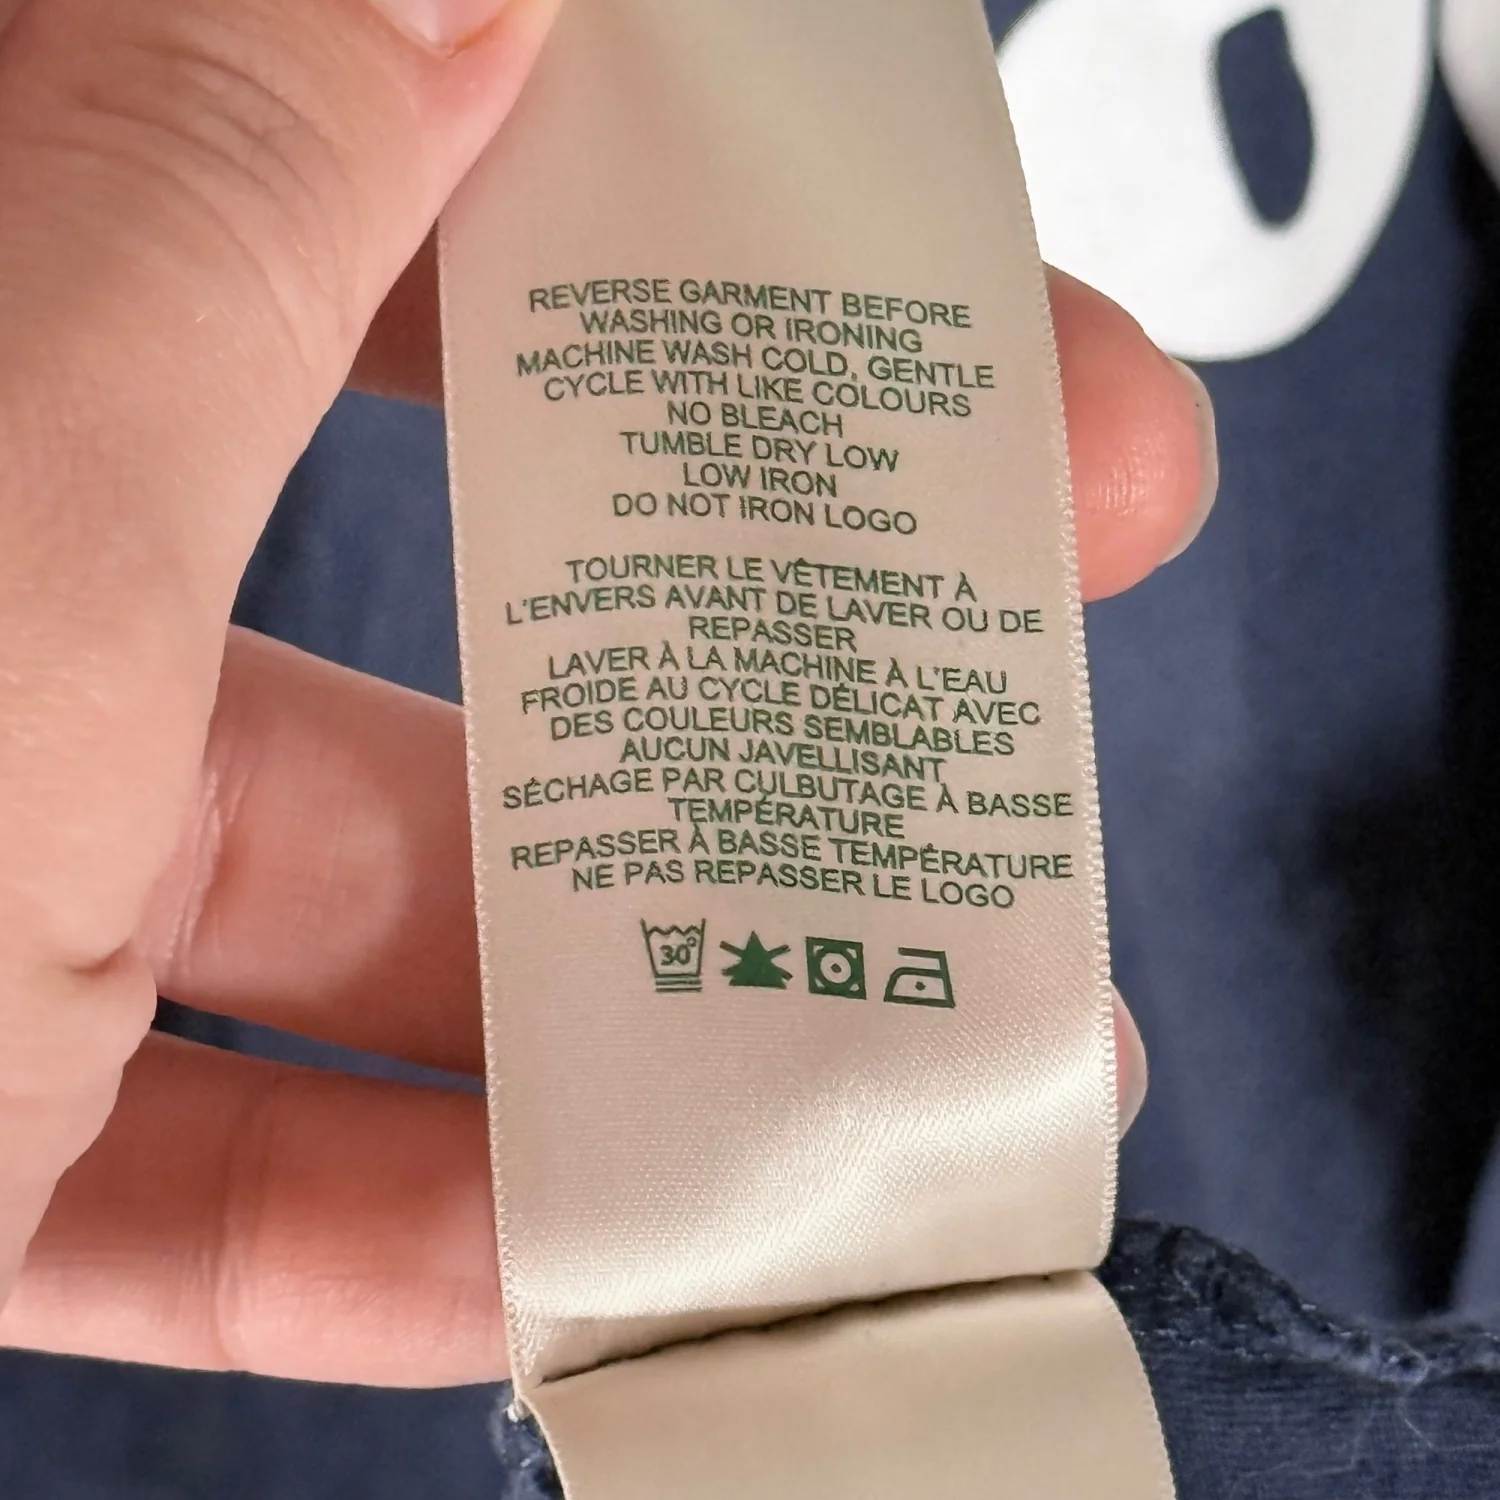 REVERSE GARMENT BEFORE
WASHING OR IRONING
MACHINE WASH COLD, GENTLE
CYCLE WITH LIKE COLOURS
NO BLEACH
TUMBLE DRY LOW
LOW IRON
DO NOT IRON LOGO
TOURNER LE VÊTEMENT À
L'ENVERS AVANT DE LAVER OU DE
REPASSER
LAVER À LA MACHINE À L'EAU
FROIDE AU CYCLE DÉLICAT AVEC
DES COULEURS SEMBLABLES
AUCUN JAVELLISANT
SÉCHAGE PAR CULBUTAGE À BASSE
TEMPÉRATURE
REPASSER À BASSE TEMPÉRATURE
NE PAS REPASSER LE LOGO
30°